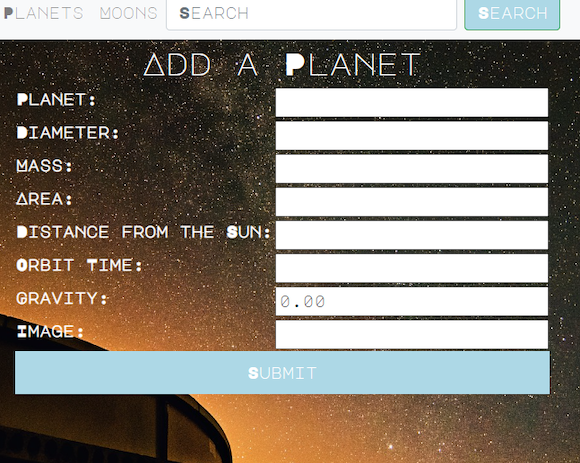 Planets Moons Search Search
Add a Planet
Planet:
Diameter:
Mass:
Area:
Distance from the Sun:
Orbit Time:
Gravity: 0.00
Image:
Submit